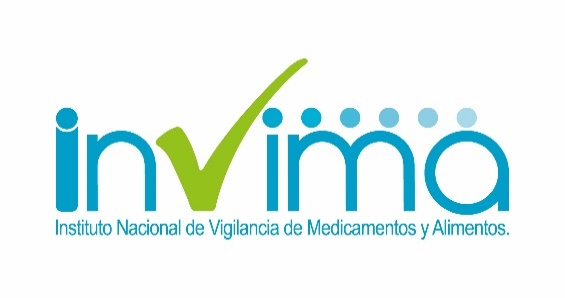 invima
Instituto Nacional de Vigilancia de Medicamentos y Alimentos.